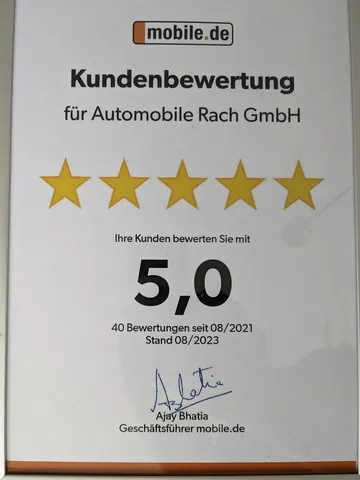 mobile.de
Kundenbewertung
für Automobile Rach GmbH
Ihre Kunden bewerten Sie mit
5,0
40 Bewertungen seit 08/2021
Stand 08/2023
Ajay Bhatia
Geschäftsführer mobile.de